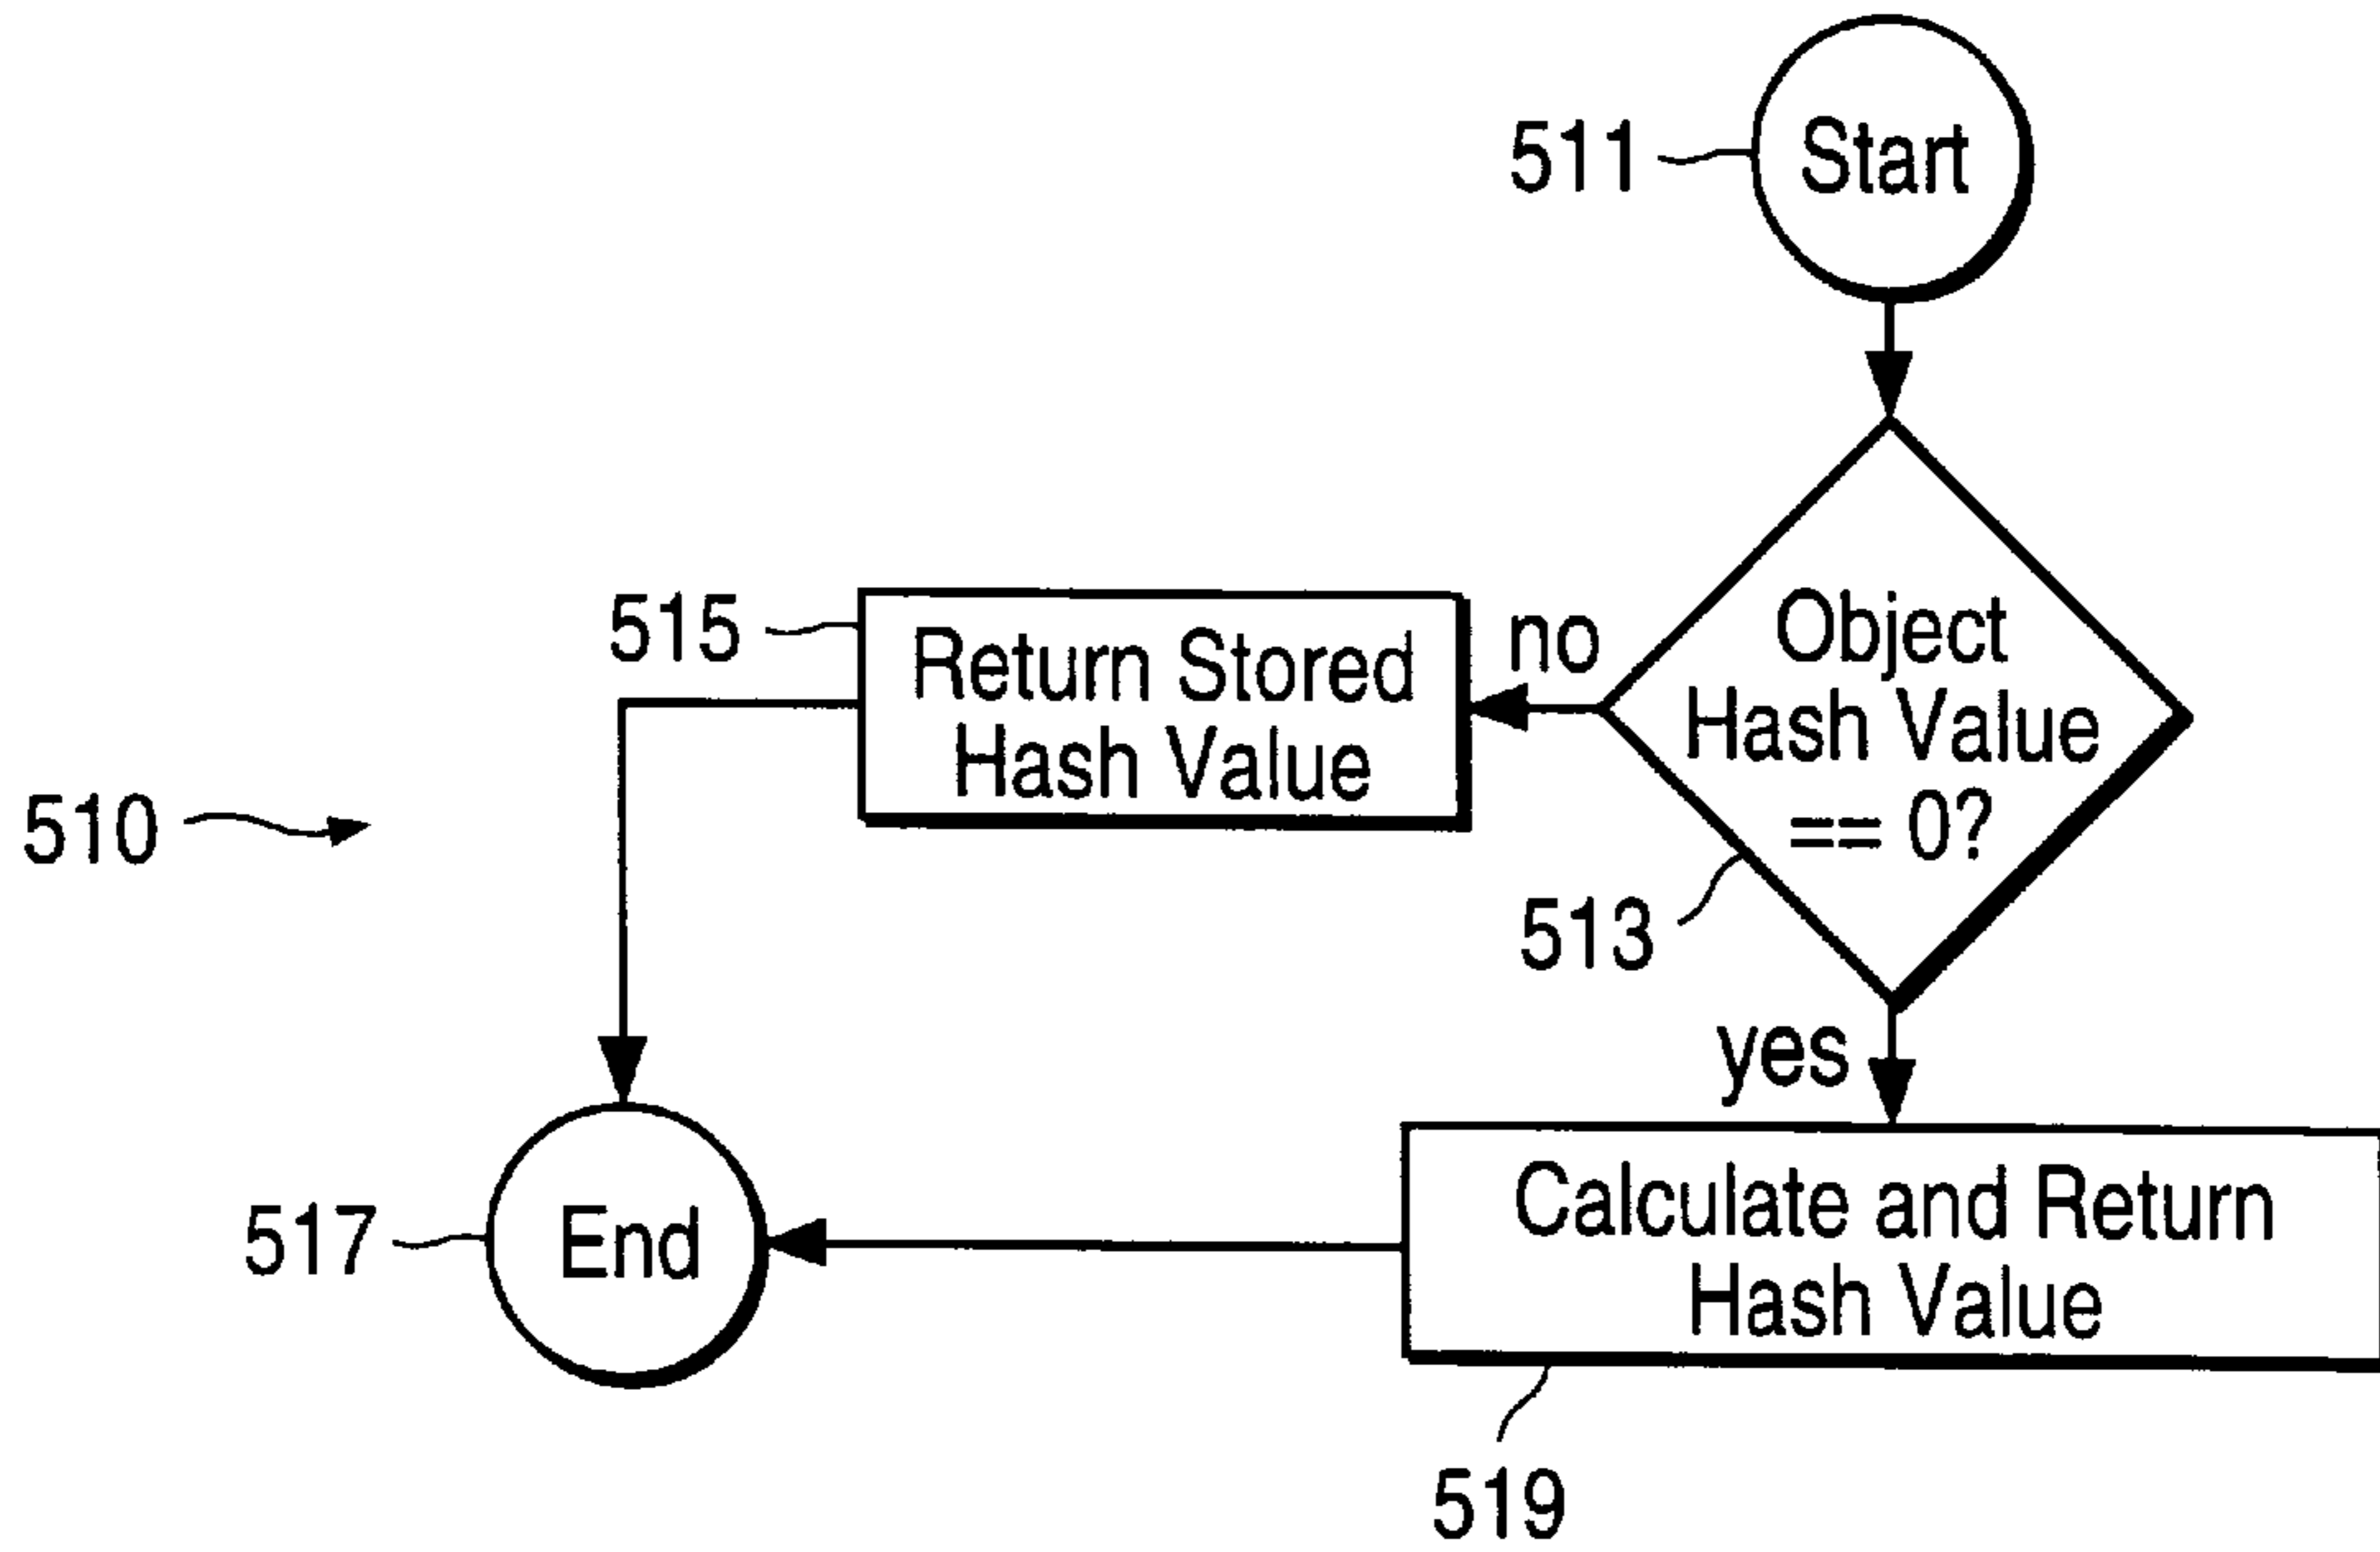 511
Start
515
Return Stored
Hash Value
no
Object
Hash Value
== 0?
510
513
yes
517
End
Calculate and Return
Hash Value
519